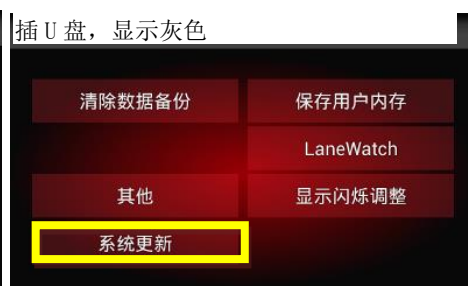 插U盘，显示灰色
清除数据备份
保存用户内存
LaneWatch
其他
显示闪烁调整
系统更新